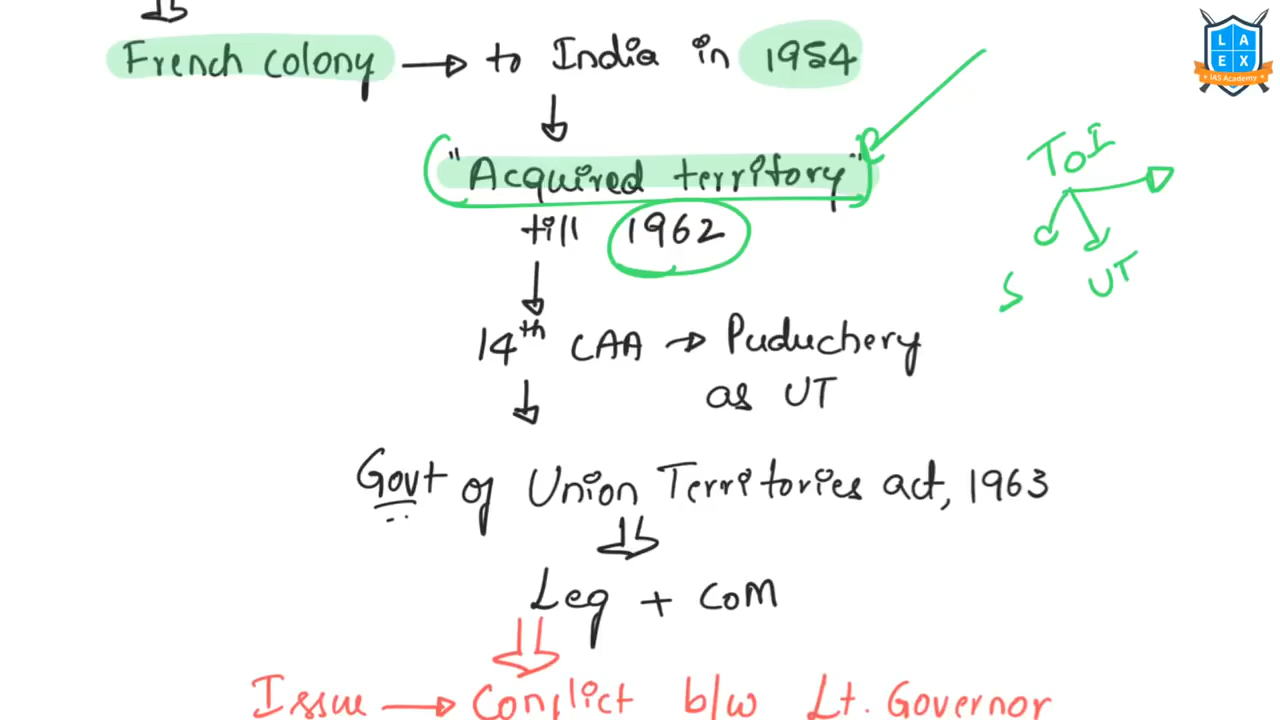 French colony → to India in 1954
↓
"Acquired territory"
till 1962
↓
14th CAA → Puduchery
as UT
↓
Govt of Union Territories act, 1963
⇓
Leg + CoM
⇓
Issue → Conflict b/w Lt. Governor
ToI
S UT
L A
E X
IAS Academy